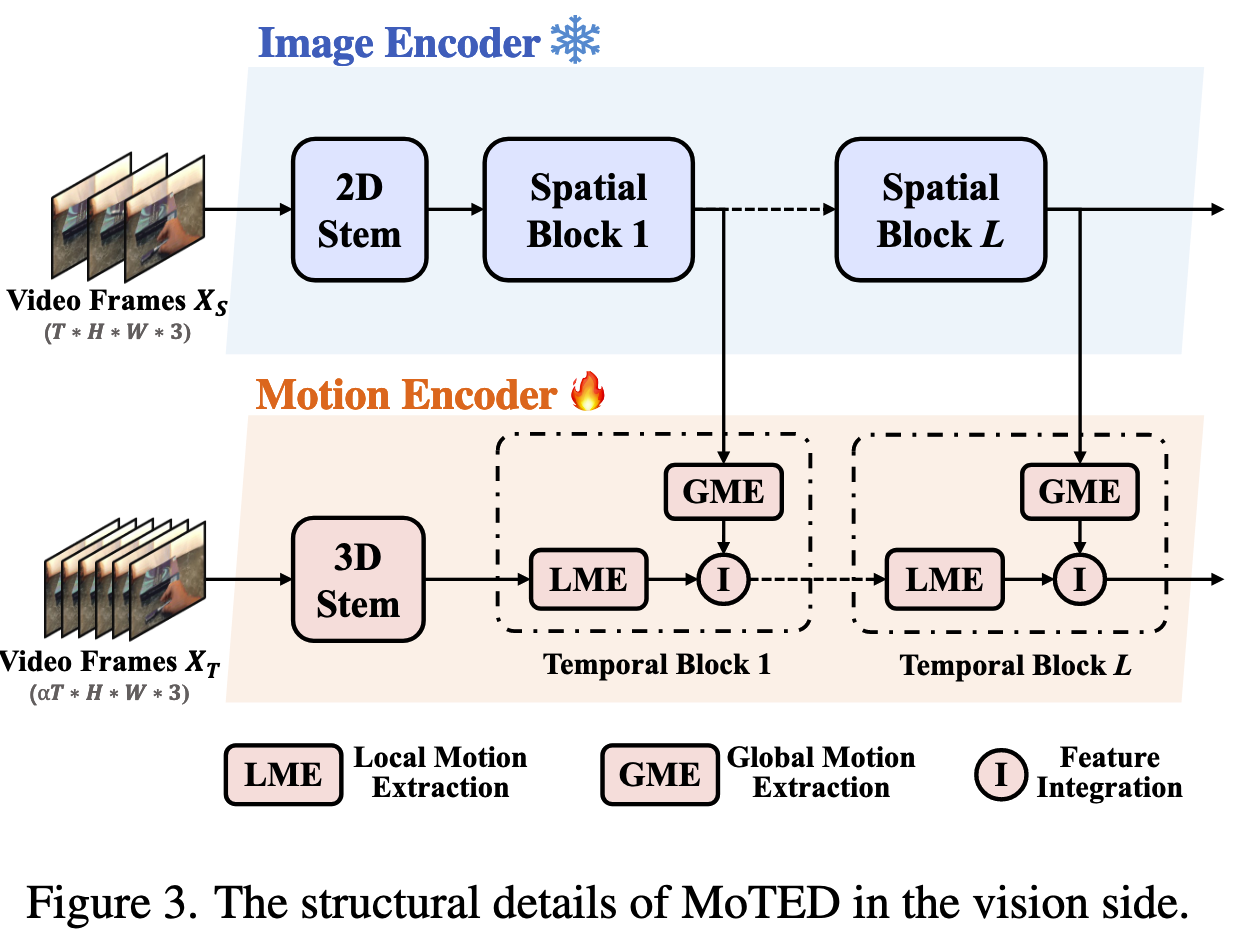 Image Encoder
2D
Stem
Spatial
Block 1
Spatial
Block L
Video Frames X_S
(T * H * W * 3)
Motion Encoder
GME
GME
3D
Stem
LME
I
LME
I
Video Frames X_T
(αT * H * W * 3)
Temporal Block 1
Temporal Block L
LME
Local Motion
Extraction
GME
Global Motion
Extraction
I
Feature
Integration
Figure 3. The structural details of MoTED in the vision side.